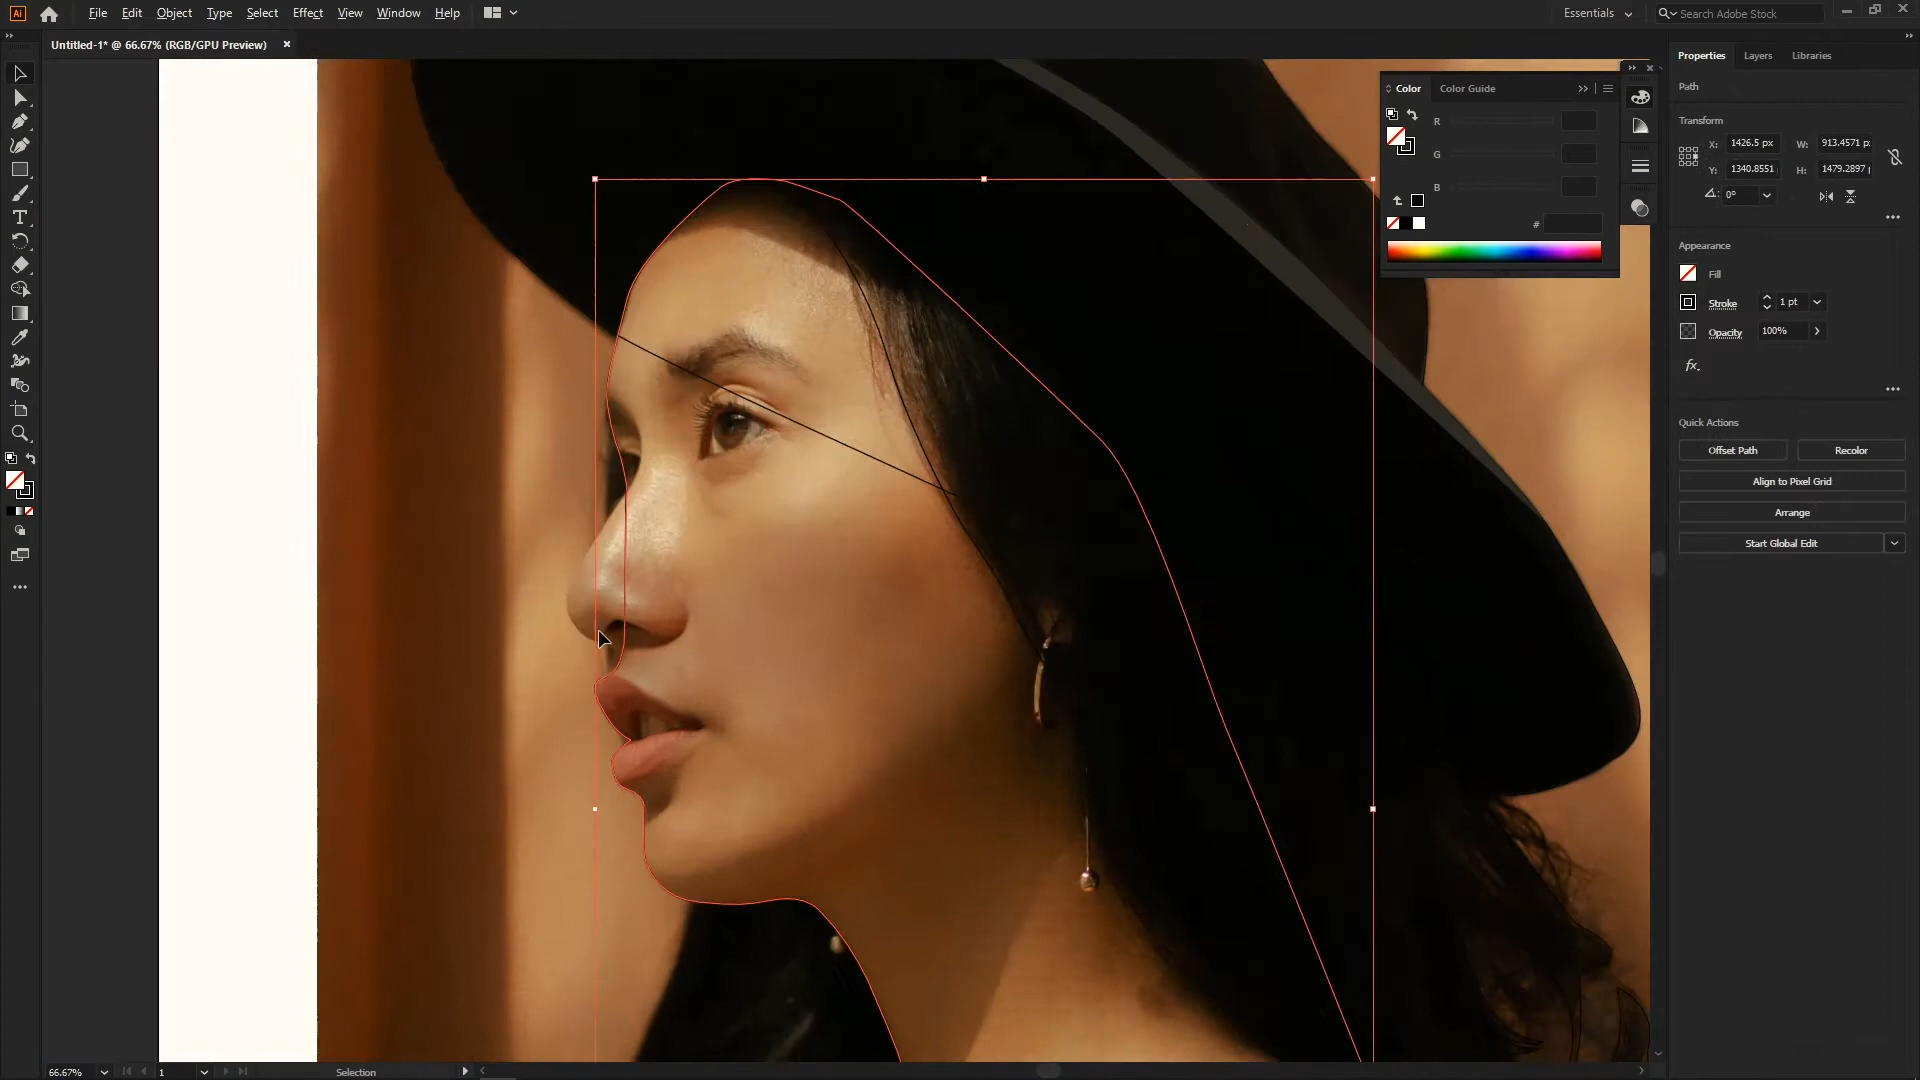 Ai File Edit Object Type Select Effect View Window Help Essentials Search Adobe Stock
Untitled-1* @ 66.67% (RGB/GPU Preview)
Color Color Guide
R
G
B
#
Properties Layers Libraries
Path
Transform
X: 1426.5 px W: 913.4571 p
Y: 1340.8551 H: 1479.2897
0°
Appearance
Fill
Stroke 1 pt
Opacity 100%
fx.
Quick Actions
Offset Path Recolor
Align to Pixel Grid
Arrange
Start Global Edit
66.67% 1 Selection